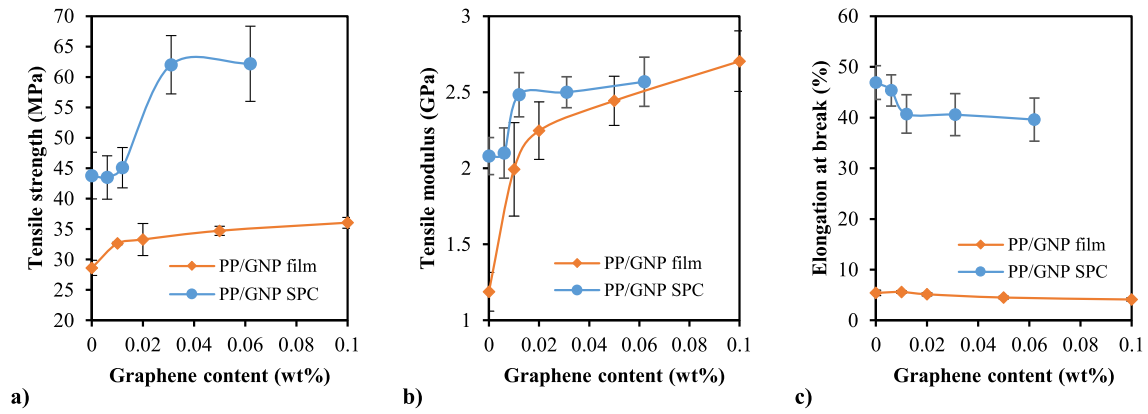 Tensile strength (MPa)
70
65
60
55
50
45
40
35
30
25
20
PP/GNP film
PP/GNP SPC
0 0.02 0.04 0.06 0.08 0.1
Graphene content (wt%)
a)
Tensile modulus (GPa)
3
2.5
2
1.5
1
PP/GNP film
PP/GNP SPC
0 0.02 0.04 0.06 0.08 0.1
Graphene content (wt%)
b)
Elongation at break (%)
60
50
40
30
20
10
0
PP/GNP film
PP/GNP SPC
0 0.02 0.04 0.06 0.08 0.1
Graphene content (wt%)
c)